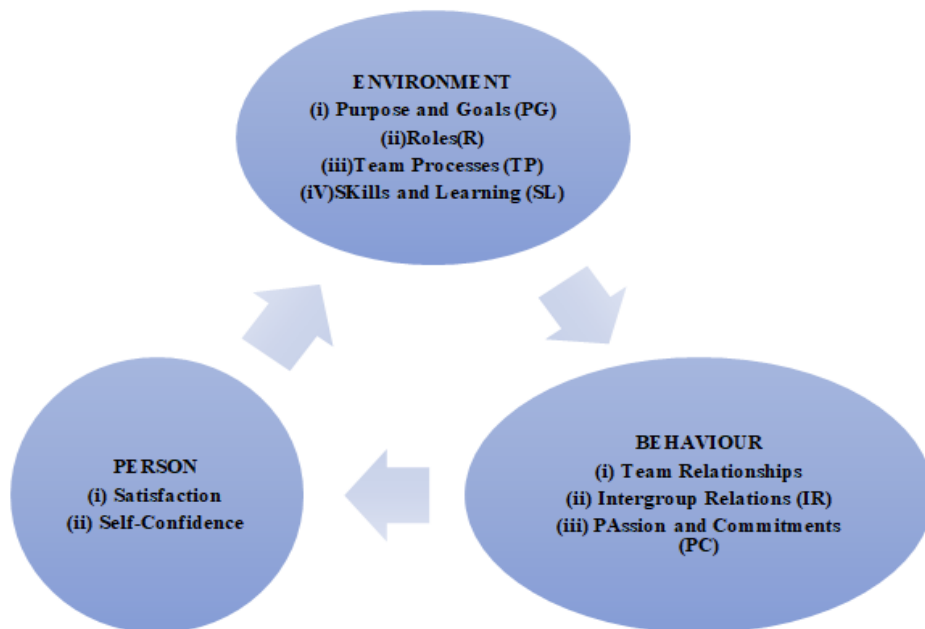 ENVIRONMENT
(i) Purpose and Goals (PG)
(ii)Roles(R)
(iii)Team Processes (TP)
(iV)SKills and Learning (SL)
BEHAVIOUR
(i) Team Relationships
(ii) Intergroup Relations (IR)
(iii) PAssion and Commitments
(PC)
PERSON
(i) Satisfaction
(ii) Self-Confidence